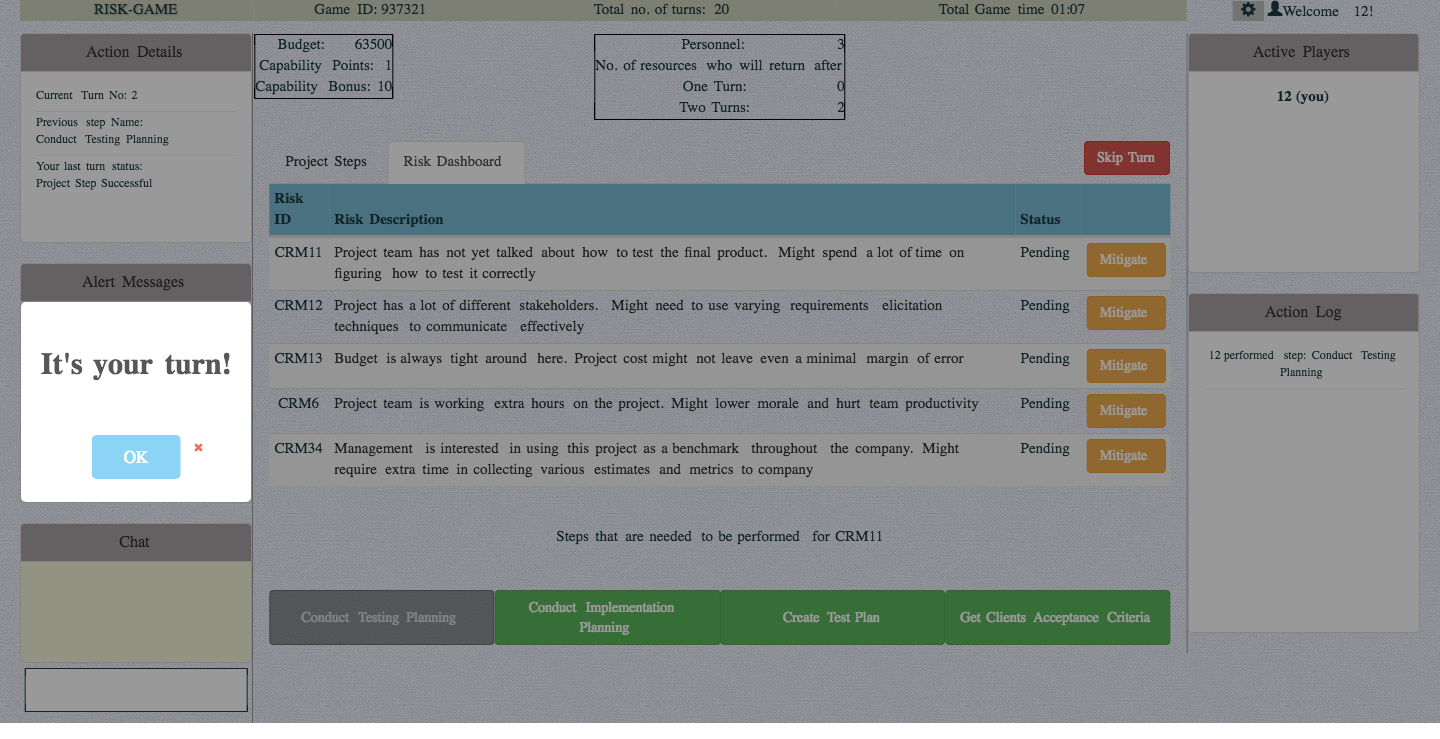 RISK-GAME
Game ID: 937321
Total no. of turns: 20
Total Game time 01:07
Welcome 12!
Action Details
Current Turn No: 2
Previous step Name:
Conduct Testing Planning
Your last turn status:
Project Step Successful
Budget: 63500
Capability Points: 1
Capability Bonus: 10
Personnel: 3
No. of resources who will return after
One Turn: 0
Two Turns: 2
Active Players
12 (you)
Project Steps
Risk Dashboard
Skip Turn
Risk
ID
Risk Description
Status
CRM11
Project team has not yet talked about how to test the final product. Might spend a lot of time on
figuring how to test it correctly
Pending
Mitigate
CRM12
Project has a lot of different stakeholders. Might need to use varying requirements elicitation
techniques to communicate effectively
Pending
Mitigate
CRM13
Budget is always tight around here. Project cost might not leave even a minimal margin of error
Pending
Mitigate
CRM6
Project team is working extra hours on the project. Might lower morale and hurt team productivity
Pending
Mitigate
CRM34
Management is interested in using this project as a benchmark throughout the company. Might
require extra time in collecting various estimates and metrics to company
Pending
Mitigate
Steps that are needed to be performed for CRM11
Conduct Testing Planning
Conduct Implementation
Planning
Create Test Plan
Get Clients Acceptance Criteria
Alert Messages
It's your turn!
OK
Chat
Action Log
12 performed step: Conduct Testing
Planning